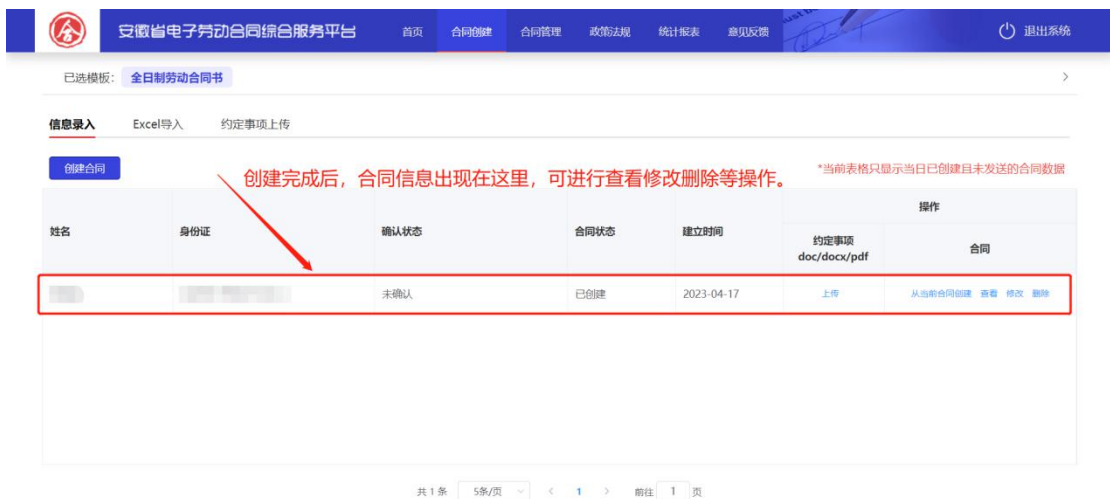 安徽省电子劳动合同综合服务平台 首页 合同创建 合同管理 政策法规 统计报表 意见反馈 退出系统
已选模板: 全日制劳动合同书
信息录入 Excel导入 约定事项上传
创建合同
*当前表格只显示当日已创建且未发送的合同数据
创建完成后，合同信息出现在这里，可进行查看修改删除等操作。
操作
姓名 身份证 确认状态 合同状态 建立时间 约定事项 合同
doc/docx/pdf
未确认 已创建 2023-04-17 上传 从当前合同创建 查看 修改 删除
共 1 条 5条/页 < 1 > 前往 1 页